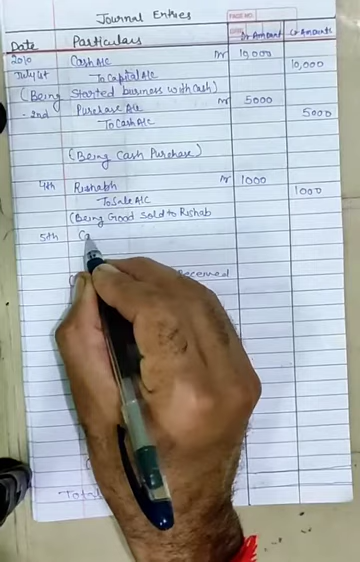 Journal Entries
PAGE NO.
Date Particulars Dr Amount Cr Amount
2010 Cash A/c Dr 10,000
July 1st To Capital A/c 10,000
(Being Started business with cash)
- 2nd Purchase A/c Dr 5000
To Cash A/c 5000
(Being Cash Purchase)
4th Rishabh Dr 1000
To Sale A/c 1000
(Being Good Sold to Rishab
5th Ca
Received
Total